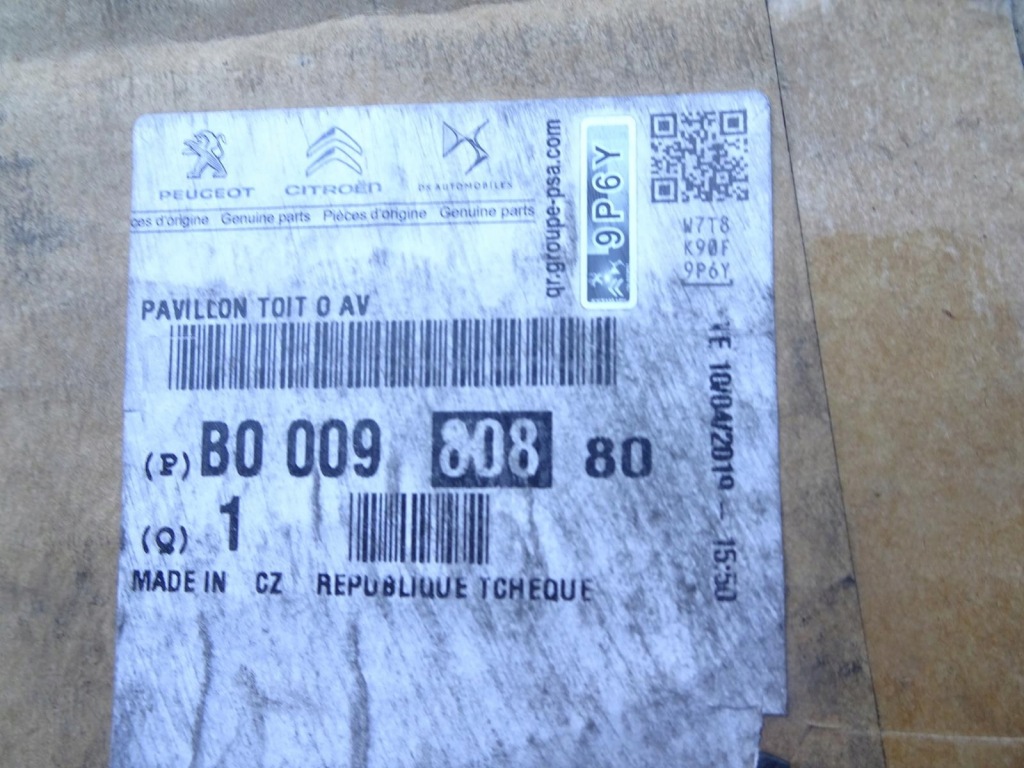 PEUGEOT
CITROËN
DS AUTOMOBILES
ces d'origine Genuine parts Pièces d'origine Genuine parts
qr.groupe-psa.com
9P6Y
W7T8
K90F
9P6Y
PAVILLON TOIT O AV
(P) B0 009 808 80
(Q) 1
MADE IN CZ REPUBLIQUE TCHEQUE
LE 10/04/2019 - 15:50